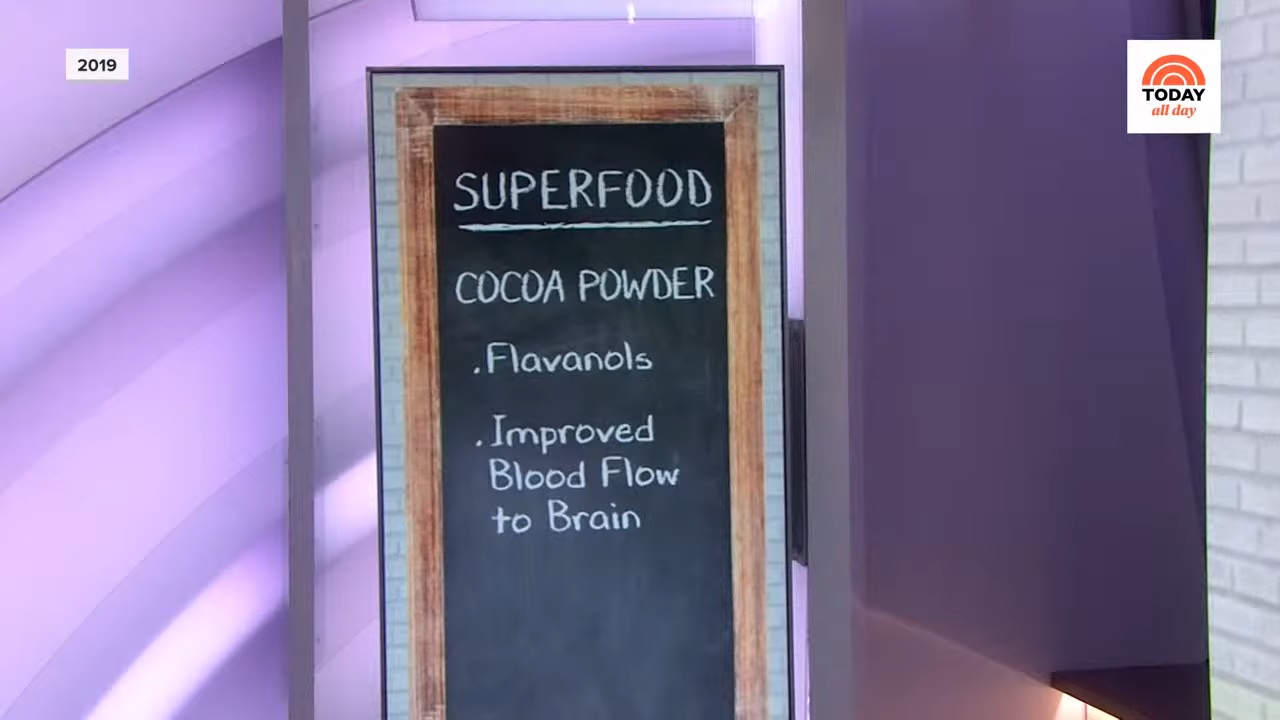 2019
TODAY
all day
SUPERFOOD
COCOA POWDER
.Flavanols
.Improved
Blood Flow
to Brain